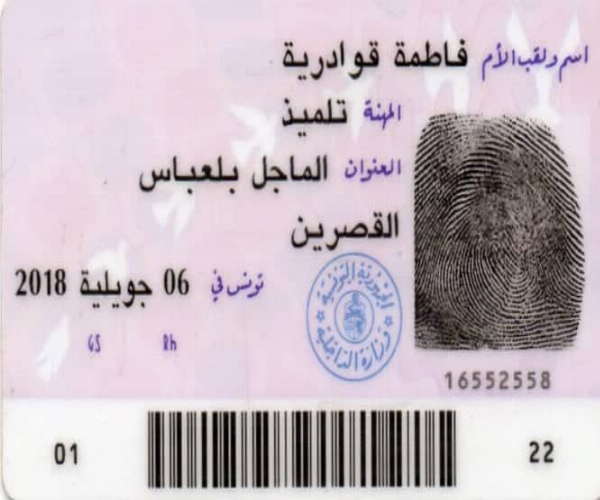 اسم ولقب الأم فاطمة قوادرية
المهنة تلميذ
العنوان الماجل بلعباس
القصرين
تونس في 06 جويلية 2018
GS Rh
الجمهورية التونسية
وزارة الداخلية
16552558
01 22